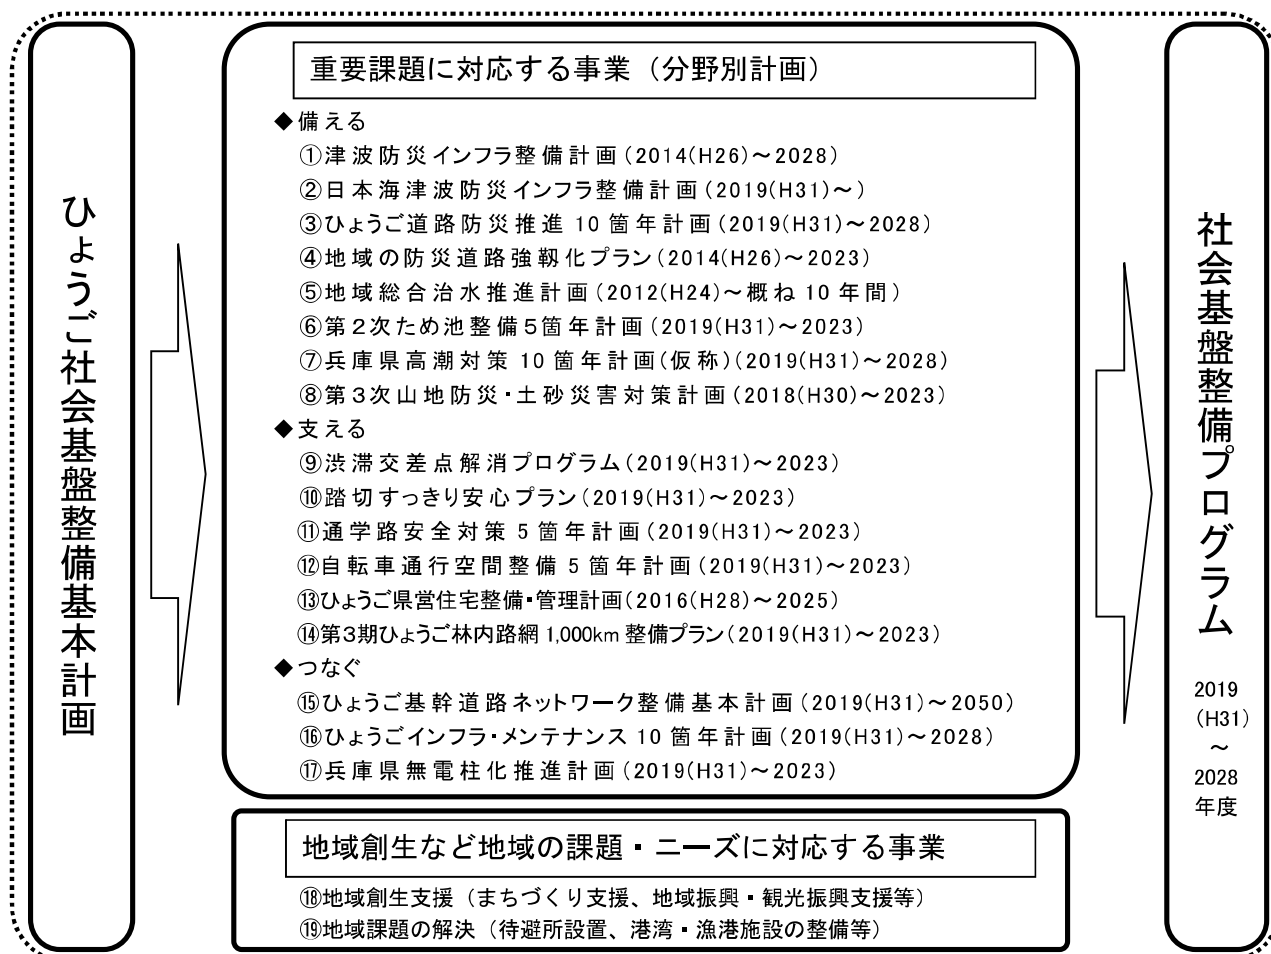 ひょうご社会基盤整備基本計画
重要課題に対応する事業（分野別計画）
◆備える
①津波防災インフラ整備計画(2014(H26)～2028)
②日本海津波防災インフラ整備計画(2019(H31)～)
③ひょうご道路防災推進 10 箇年計画(2019(H31)～2028)
④地域の防災道路強靱化プラン(2014(H26)～2023)
⑤地域総合治水推進計画(2012(H24)～概ね 10 年間)
⑥第2次ため池整備5箇年計画(2019(H31)～2023)
⑦兵庫県高潮対策 10 箇年計画(仮称)(2019(H31)～2028)
⑧第3次山地防災・土砂災害対策計画(2018(H30)～2023)
◆支える
⑨渋滞交差点解消プログラム(2019(H31)～2023)
⑩踏切すっきり安心プラン(2019(H31)～2023)
⑪通学路安全対策 5 箇年計画(2019(H31)～2023)
⑫自転車通行空間整備 5 箇年計画(2019(H31)～2023)
⑬ひょうご県営住宅整備・管理計画(2016(H28)～2025)
⑭第3期ひょうご林内路網 1,000km 整備プラン(2019(H31)～2023)
◆つなぐ
⑮ひょうご基幹道路ネットワーク整備基本計画(2019(H31)～2050)
⑯ひょうごインフラ・メンテナンス 10 箇年計画(2019(H31)～2028)
⑰兵庫県無電柱化推進計画(2019(H31)～2023)
地域創生など地域の課題・ニーズに対応する事業
⑱地域創生支援（まちづくり支援、地域振興・観光振興支援等）
⑲地域課題の解決（待避所設置、港湾・漁港施設の整備等）
社会基盤整備プログラム
2019
（H31）
～
2028
年度